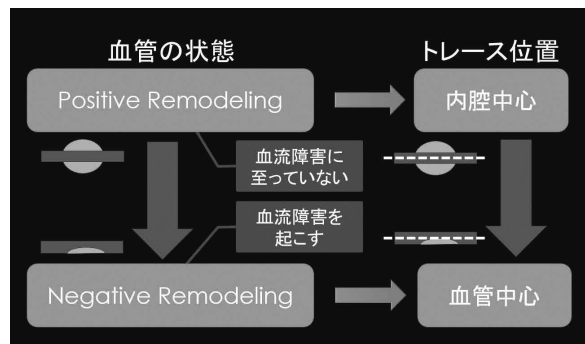 血管の状態
トレース位置
Positive Remodeling
内腔中心
血流障害に
至っていない
血流障害を
起こす
Negative Remodeling
血管中心